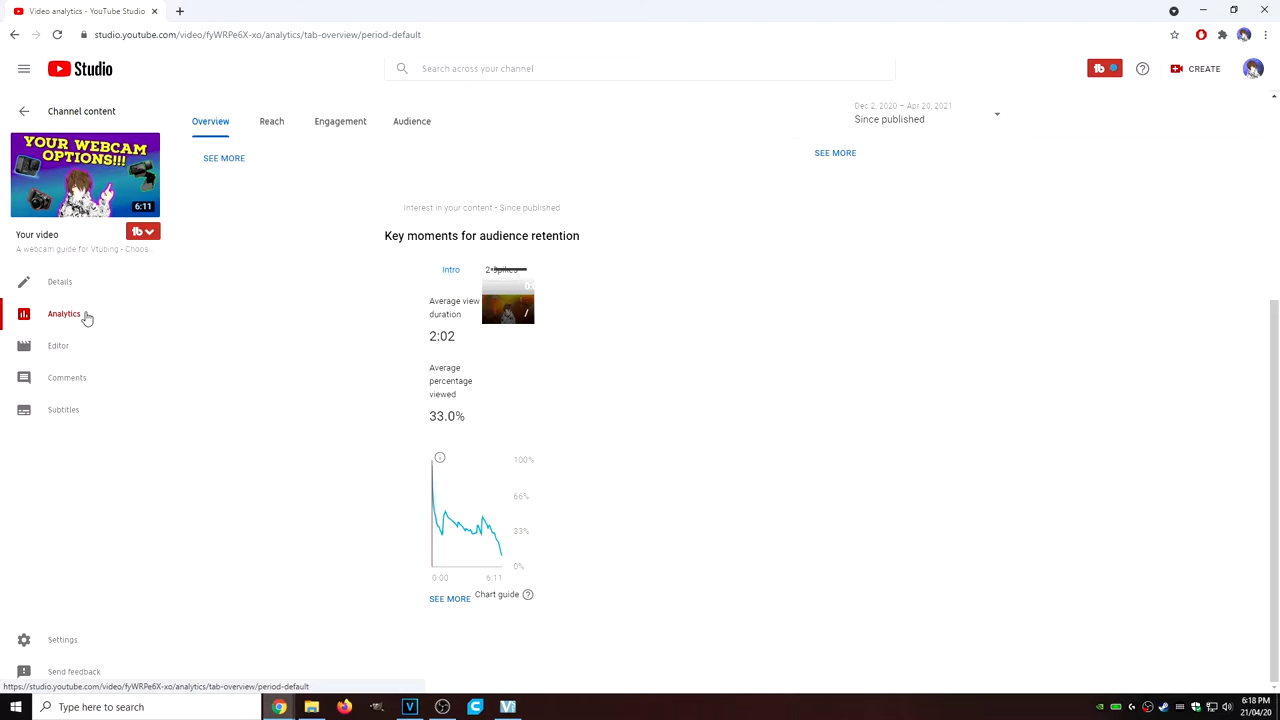 Video analytics - YouTube Studio
studio.youtube.com/video/fyWRPe6X-xo/analytics/tab-overview/period-default
Studio
Search across your channel
CREATE
Channel content
Overview
Reach
Engagement
Audience
Dec 2, 2020 – Apr 20, 2021
Since published
SEE MORE
SEE MORE
YOUR WEBCAM
OPTIONS!!!
6:11
Your video
A webcam guide for Vtubing - Choos...
Details
Analytics
Editor
Comments
Subtitles
Settings
Send feedback
Interest in your content • Since published
Key moments for audience retention
Intro
2 Spikes
Average view
duration
2:02
Average
percentage
viewed
33.0%
100%
66%
33%
0%
0:00
6:11
SEE MORE
Chart guide
https://studio.youtube.com/video/fyWRPe6X-xo/analytics/tab-overview/period-default
Type here to search
6:18 PM
21/04/20